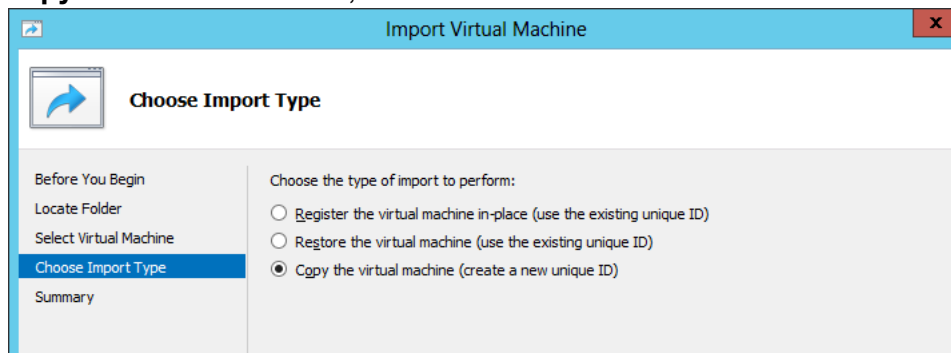 Import Virtual Machine
x
Choose Import Type
Before You Begin
Locate Folder
Select Virtual Machine
Choose Import Type
Summary
Choose the type of import to perform:
Register the virtual machine in-place (use the existing unique ID)
Restore the virtual machine (use the existing unique ID)
Copy the virtual machine (create a new unique ID)